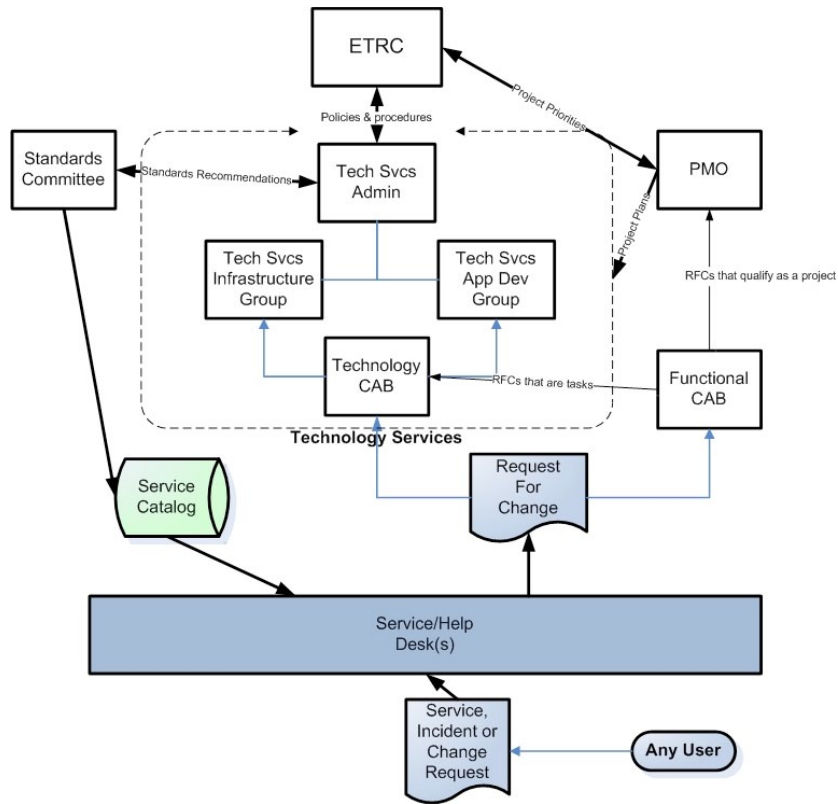 ETRC
Project Priorities
Policies & procedures
Standards
Committee
Standards Recommendations
Tech Svcs
Admin
PMO
Project Plans
Tech Svcs
Infrastructure
Group
Tech Svcs
App Dev
Group
RFCs that qualify as a project
Technology
CAB
RFCs that are tasks
Functional
CAB
Technology Services
Service
Catalog
Request
For
Change
Service/Help
Desk(s)
Service,
Incident or
Change
Request
Any User